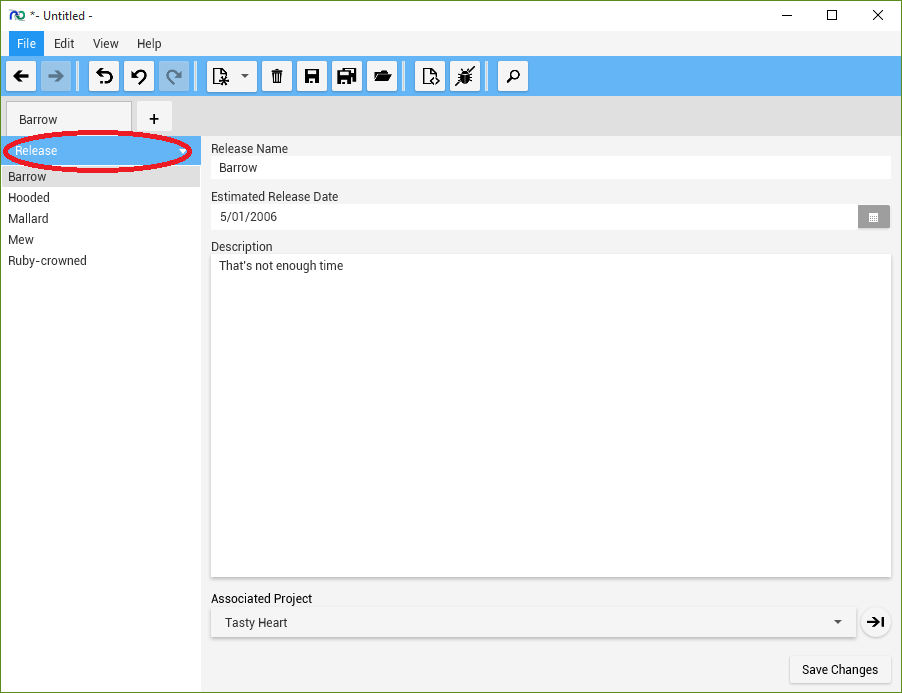 *- Untitled -
File Edit View Help
Barrow
+
Release
Barrow
Hooded
Mallard
Mew
Ruby-crowned
Release Name
Barrow
Estimated Release Date
5/01/2006
Description
That's not enough time
Associated Project
Tasty Heart
Save Changes